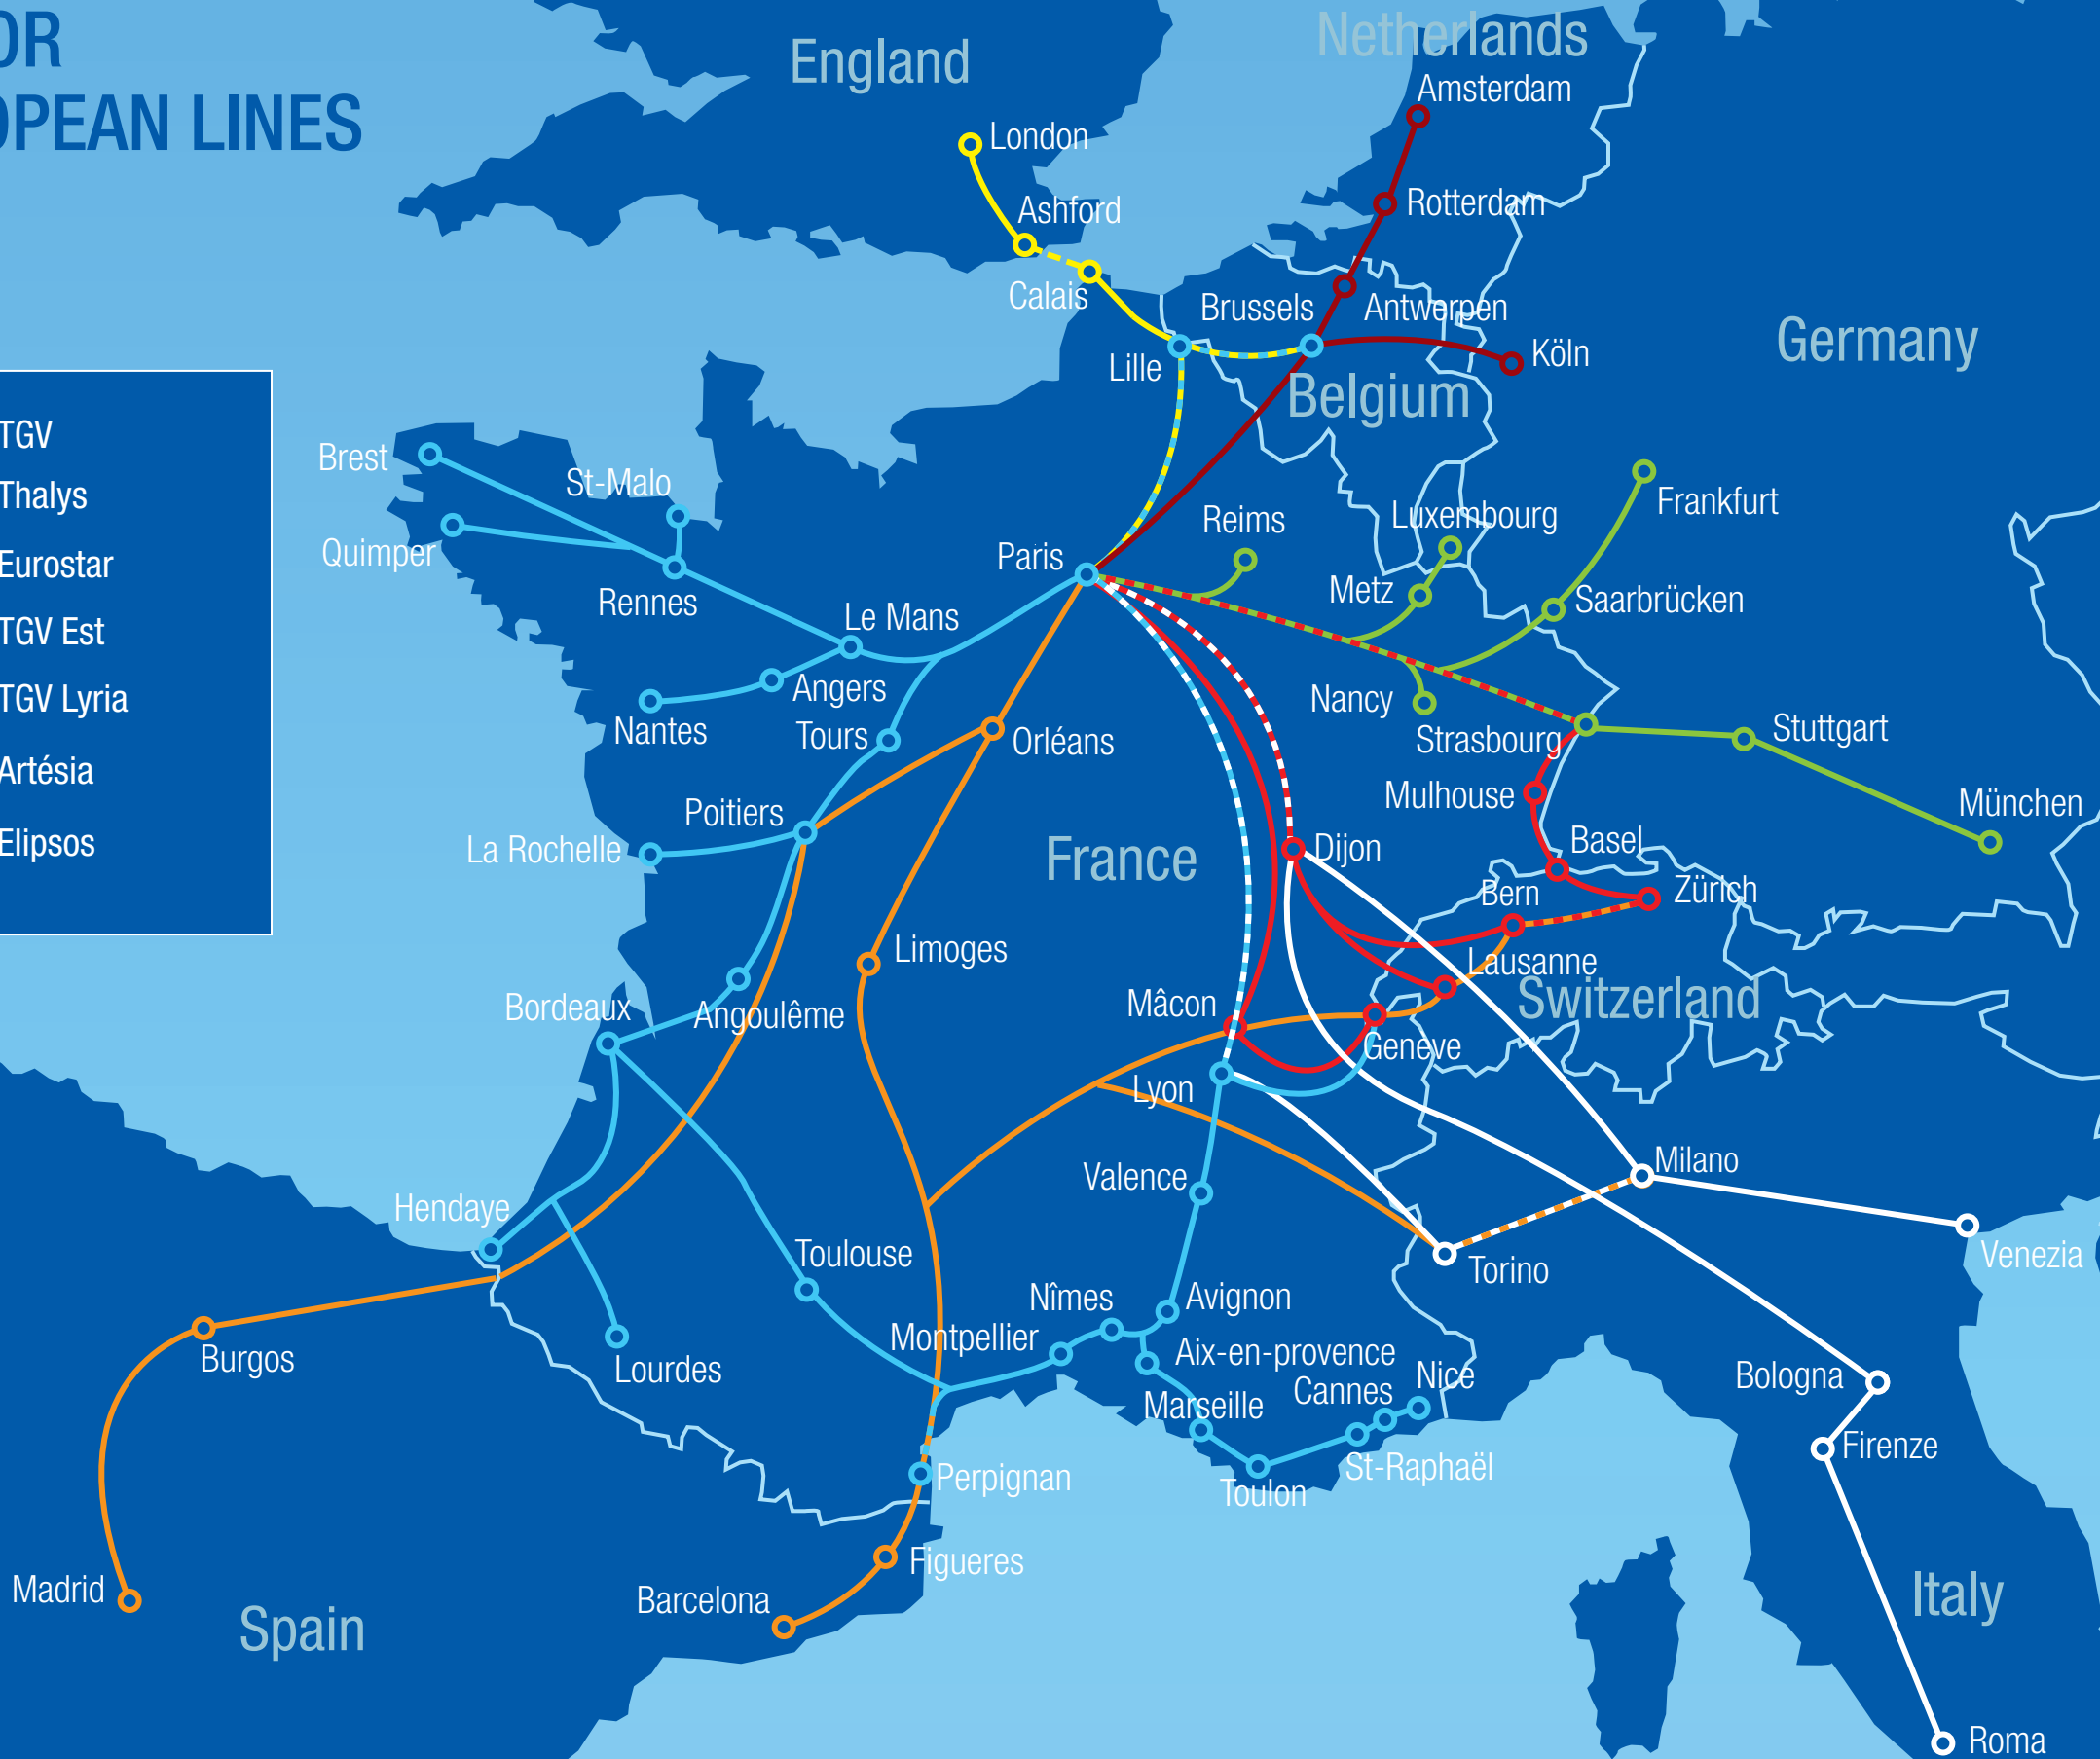 OR
OPEAN LINES
TGV
Thalys
Eurostar
TGV Est
TGV Lyria
Artésia
Elipsos
England
Netherlands
Amsterdam
London
Rotterdam
Ashford
Calais
Brussels
Antwerpen
Lille
Köln
Germany
Belgium
Brest
St-Malo
Quimper
Rennes
Reims
Luxembourg
Frankfurt
Paris
Metz
Saarbrücken
Le Mans
Angers
Nantes
Tours
Orléans
Nancy
Strasbourg
Stuttgart
Mulhouse
München
Poitiers
La Rochelle
France
Dijon
Basel
Bern
Zürich
Limoges
Lausanne
Switzerland
Bordeaux
Angoulême
Mâcon
Genève
Lyon
Valence
Milano
Hendaye
Toulouse
Torino
Venezia
Nîmes
Avignon
Montpellier
Aix-en-provence
Burgos
Lourdes
Cannes
Nice
Marseille
Bologna
St-Raphaël
Firenze
Toulon
Perpignan
Figueres
Madrid
Barcelona
Spain
Italy
Roma